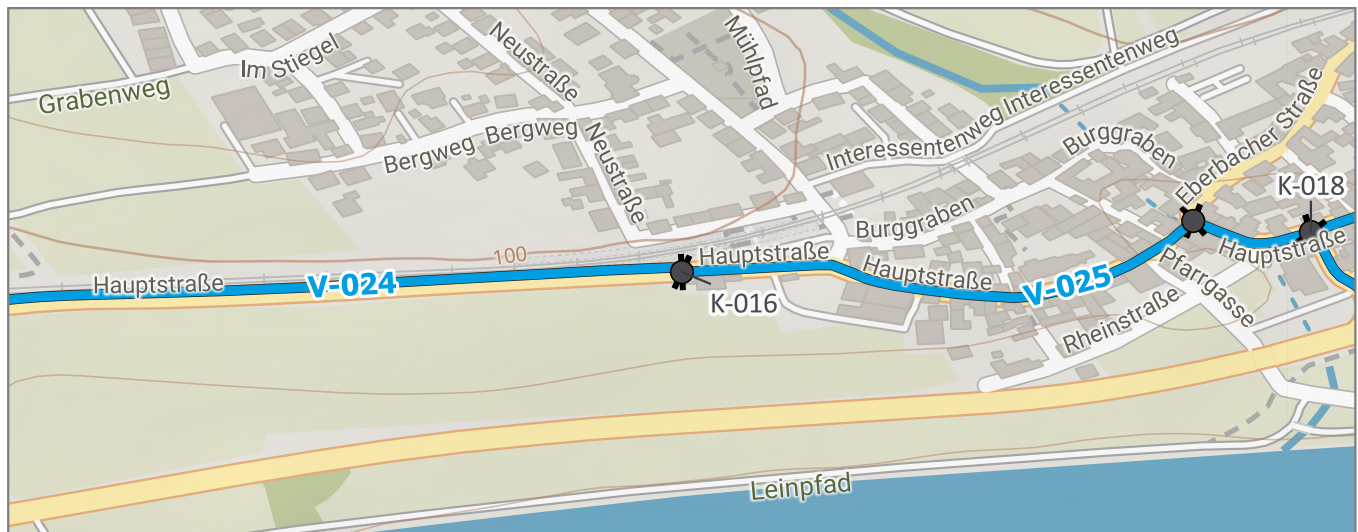 Grabenweg
Im Stiegel
Neustraße
Mühlpfad
Interessentenweg
Interessentenweg
Bergweg
Bergweg
Neustraße
Burggraben
Eberbacher Straße
K-018
Burggraben
100
Hauptstraße
Hauptstraße
V-024
K-016
Hauptstraße
V-025
Hauptstraße
Pfarrgasse
Rheinstraße
Leinpfad